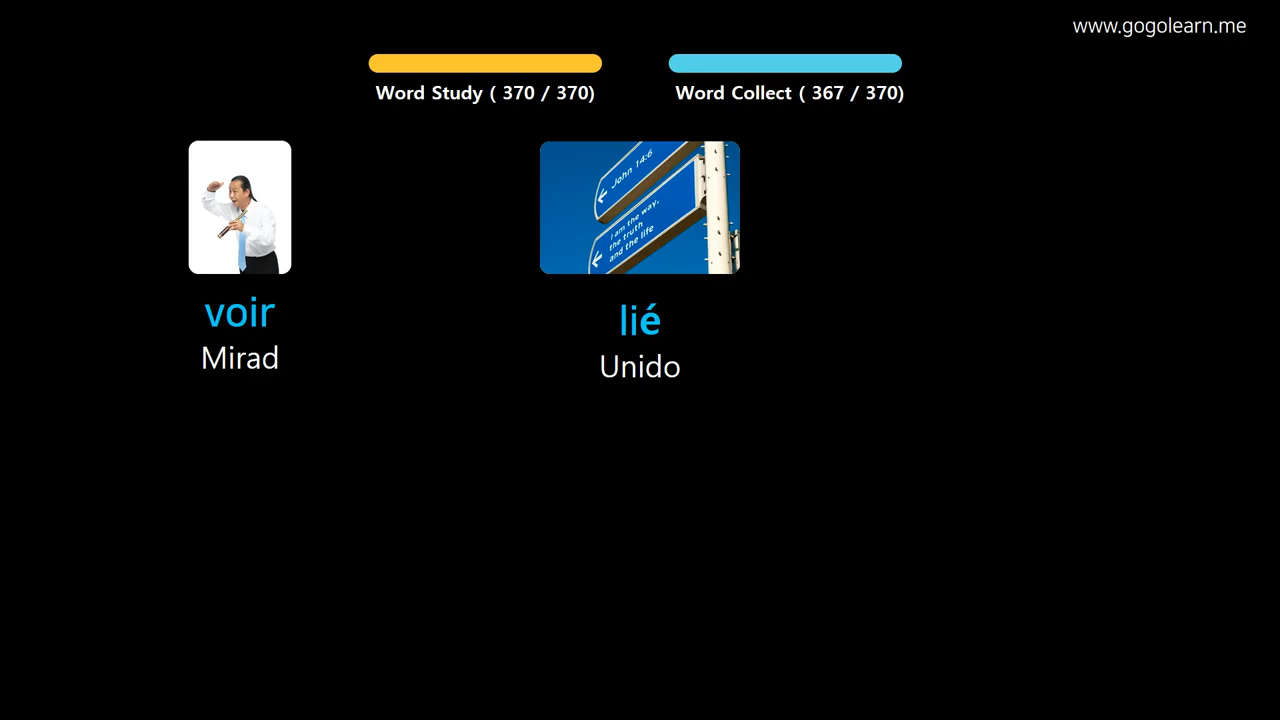 www.gogolearn.me
Word Study ( 370 / 370)
Word Collect ( 367 / 370)
John 14:6
I am the way,
the truth
and the life
voir
Mirad
lié
Unido